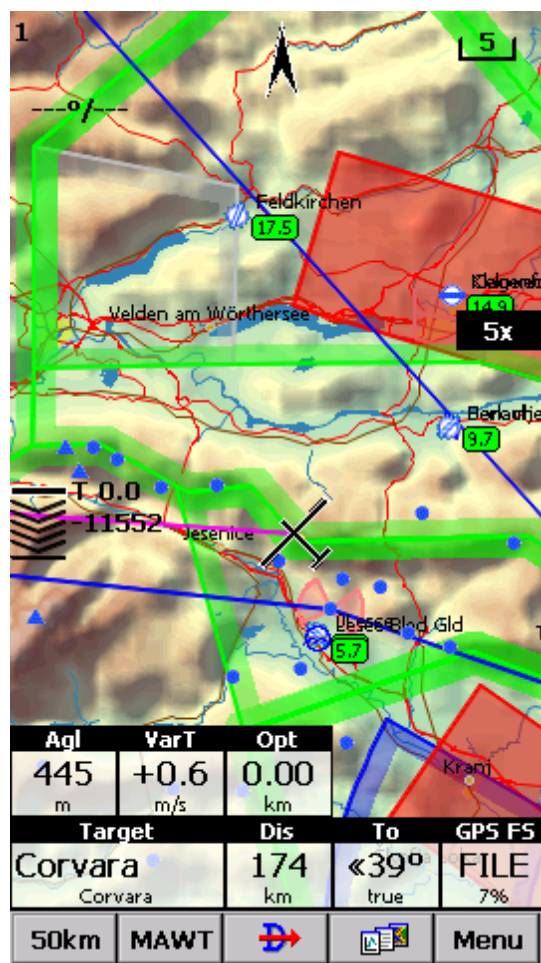 1
5
---°/---
Feldkirchen
17.5
14.9
5x
Velden am Wörthersee
9.7
T 0.0
-11552
Jesenice
Bled Gld
5.7
Kranj
Agl VarT Opt
445 +0.6 0.00
m m/s km
Target Dis To GPS FS
Corvara 174 «39° FILE
Corvara km true 7%
50km MAWT D Menu